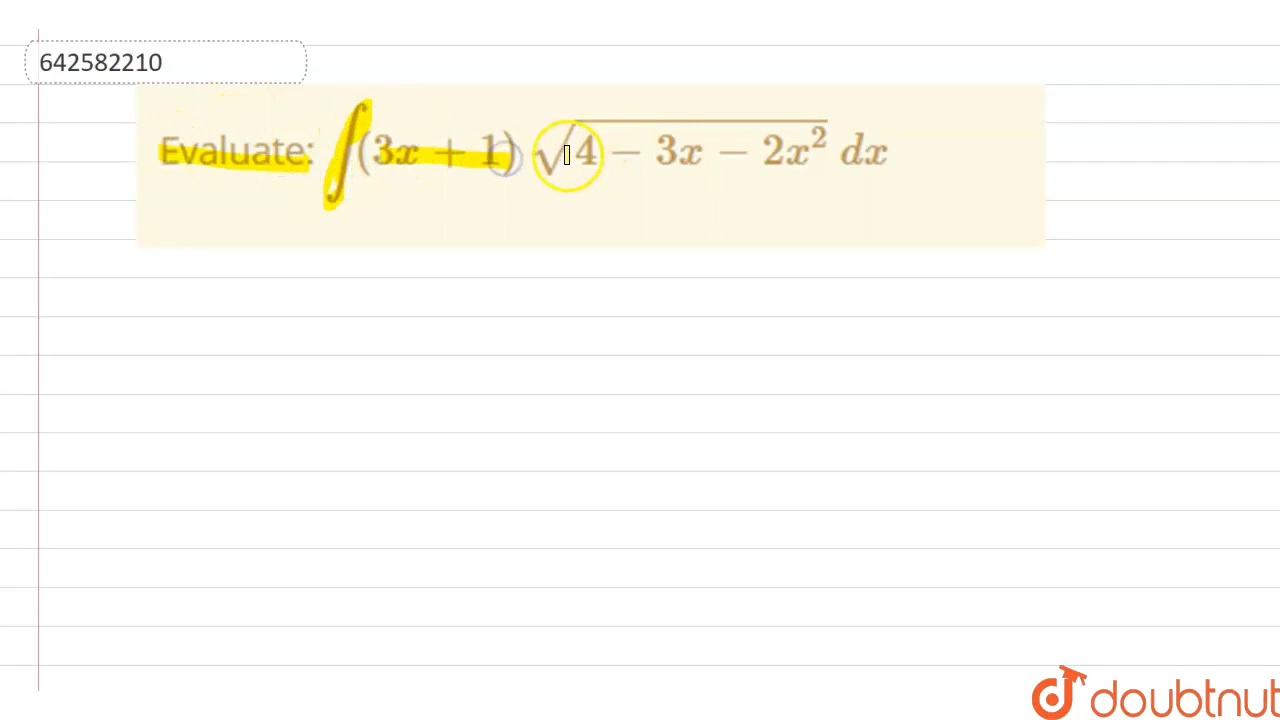 642582210
Evaluate: ∫(3x + 1) √4 − 3x − 2x² dx
doubtnut